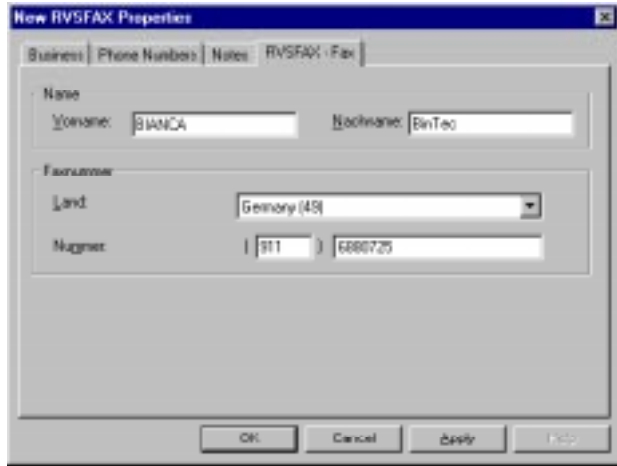 New RVSFAX Properties
Business Phone Numbers Notes RVSFAX - Fax
Name
Vorname: BIANCA Nachname: BinTec
Faxnummer
Land: Germany (49)
Nummer: ( 911 ) 6880725
OK Cancel Apply Help